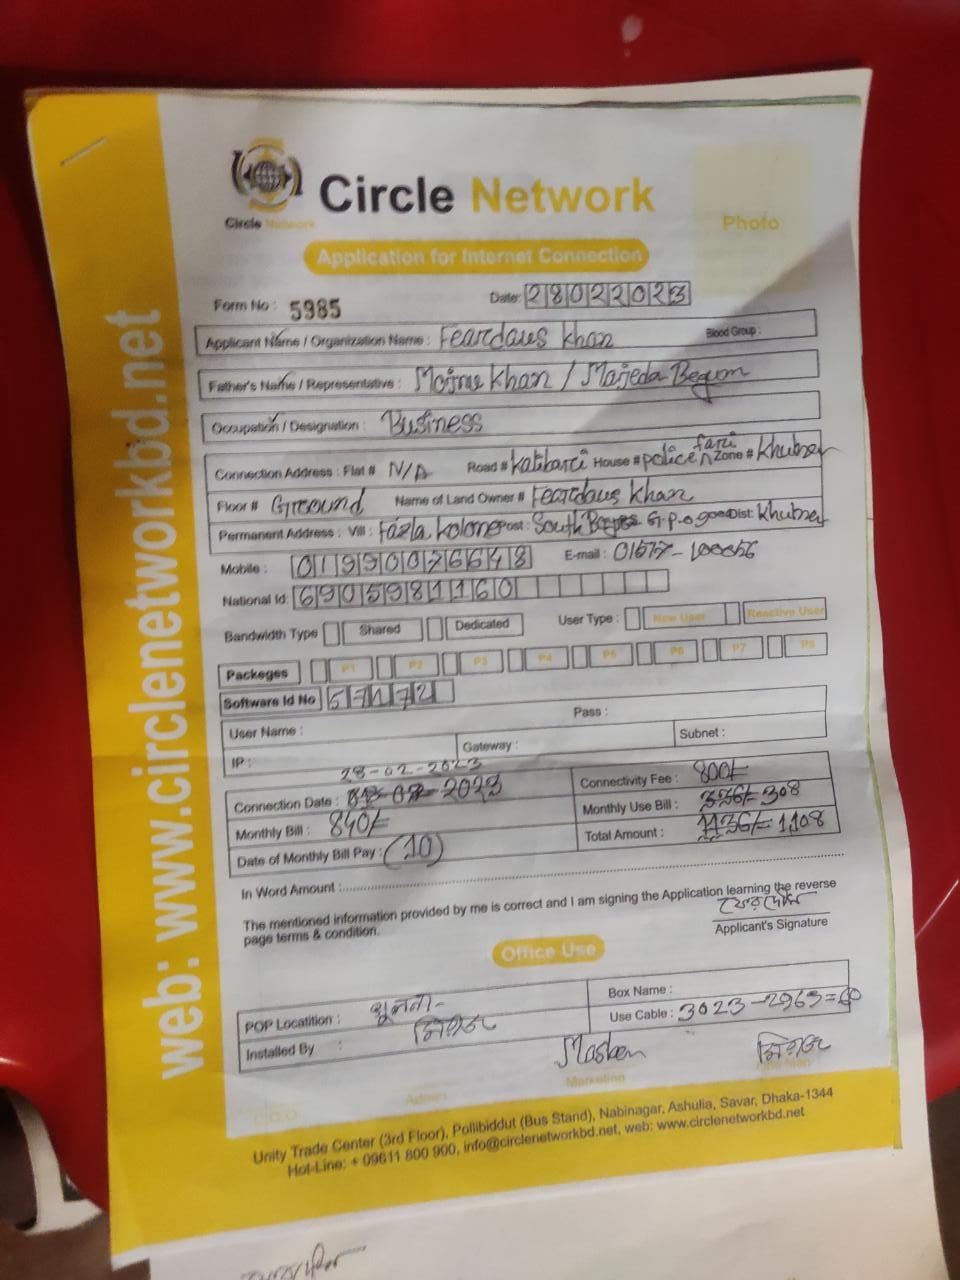 Circle Network
Circle Network
Photo
Application for Internet Connection
Form No : 5985
Date: 28022023
Applicant Name / Organization Name : Feardaus Khan
Blood Group :
Father's Name / Representative : Khan / Majeda Begom
Occupation / Designation : Business
Connection Address : Flat # N/A Road # House # police fari Zone #
Floor # Ground Name of Land Owner # Feardaus Khan
Permanent Address : Vill : Post : South Dist:
Mobile : 01990076648 E-mail :
National Id: 6905981160
Bandwidth Type Shared Dedicated User Type : New User Reactive User
Packeges P1 P2 P3 P4 P5 P6 P7 P8
Software Id No
User Name : Pass :
IP : Gateway : Subnet :
28-02-2023
Connection Date : 2023 Connectivity Fee : 800/-
Monthly Bill : 840/- Monthly Use Bill : 336/- 308
Date of Monthly Bill Pay : (10) Total Amount : 1136/- 1108
In Word Amount :
The mentioned information provided by me is correct and I am signing the Application learning the reverse
page terms & condition.
Applicant's Signature
Office Use
POP Locatition : Box Name :
Installed By : Use Cable : 3023-2963=60
C.O.O Admin Marketing Line Man
Unity Trade Center (3rd Floor), Pollibiddut (Bus Stand), Nabinagar, Ashulia, Savar, Dhaka-1344
Hot-Line: + 09611 800 900, info@circlenetworkbd.net, web: www.circlenetworkbd.net
web: www.circlenetworkbd.net